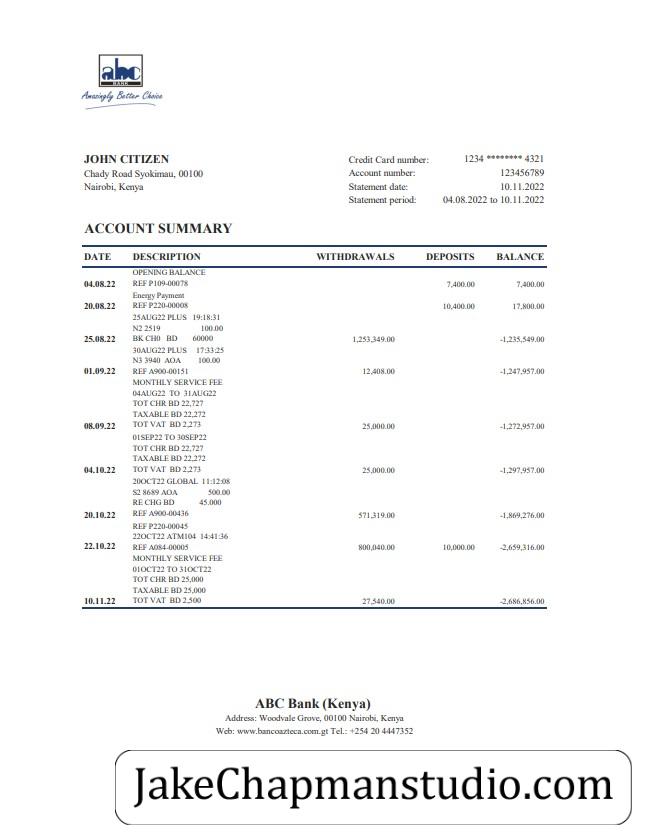 abc
BANK
Amazingly Better Choice
JOHN CITIZEN
Chady Road Syokimau, 00100
Nairobi, Kenya
Credit Card number: 1234 ******** 4321
Account number: 123456789
Statement date: 10.11.2022
Statement period: 04.08.2022 to 10.11.2022
ACCOUNT SUMMARY
DATE DESCRIPTION WITHDRAWALS DEPOSITS BALANCE
OPENING BALANCE
04.08.22 REF P109-00078 7,400.00 7,400.00
Energy Payment
20.08.22 REF P220-00008 10,400.00 17,800.00
25AUG22 PLUS 19:18:31
N2 2519 100.00
25.08.22 BK CH0 BD 60000 1,253,349.00 -1,235,549.00
30AUG22 PLUS 17:33:25
N3 3940 AOA 100.00
01.09.22 REF A900-00151 12,408.00 -1,247,957.00
MONTHLY SERVICE FEE
04AUG22 TO 31AUG22
TOT CHR BD 22,727
TAXABLE BD 22,272
08.09.22 TOT VAT BD 2,273 25,000.00 -1,272,957.00
01SEP22 TO 30SEP22
TOT CHR BD 22,727
TAXABLE BD 22,272
04.10.22 TOT VAT BD 2,273 25,000.00 -1,297,957.00
20OCT22 GLOBAL 11:12:08
S2 8689 AOA 500.00
RE CHG BD 45.000
20.10.22 REF A900-00436 571,319.00 -1,869,276.00
REF P220-00045
22OCT22 ATM104 14:41:36
22.10.22 REF A084-00005 800,040.00 10,000.00 -2,659,316.00
MONTHLY SERVICE FEE
01OCT22 TO 31OCT22
TOT CHR BD 25,000
TAXABLE BD 25,000
10.11.22 TOT VAT BD 2,500 27,540.00 -2,686,856.00
ABC Bank (Kenya)
Address: Woodvale Grove, 00100 Nairobi, Kenya
Web: www.bancoazteca.com.gt Tel.: +254 20 4447352
JakeChapmanstudio.com